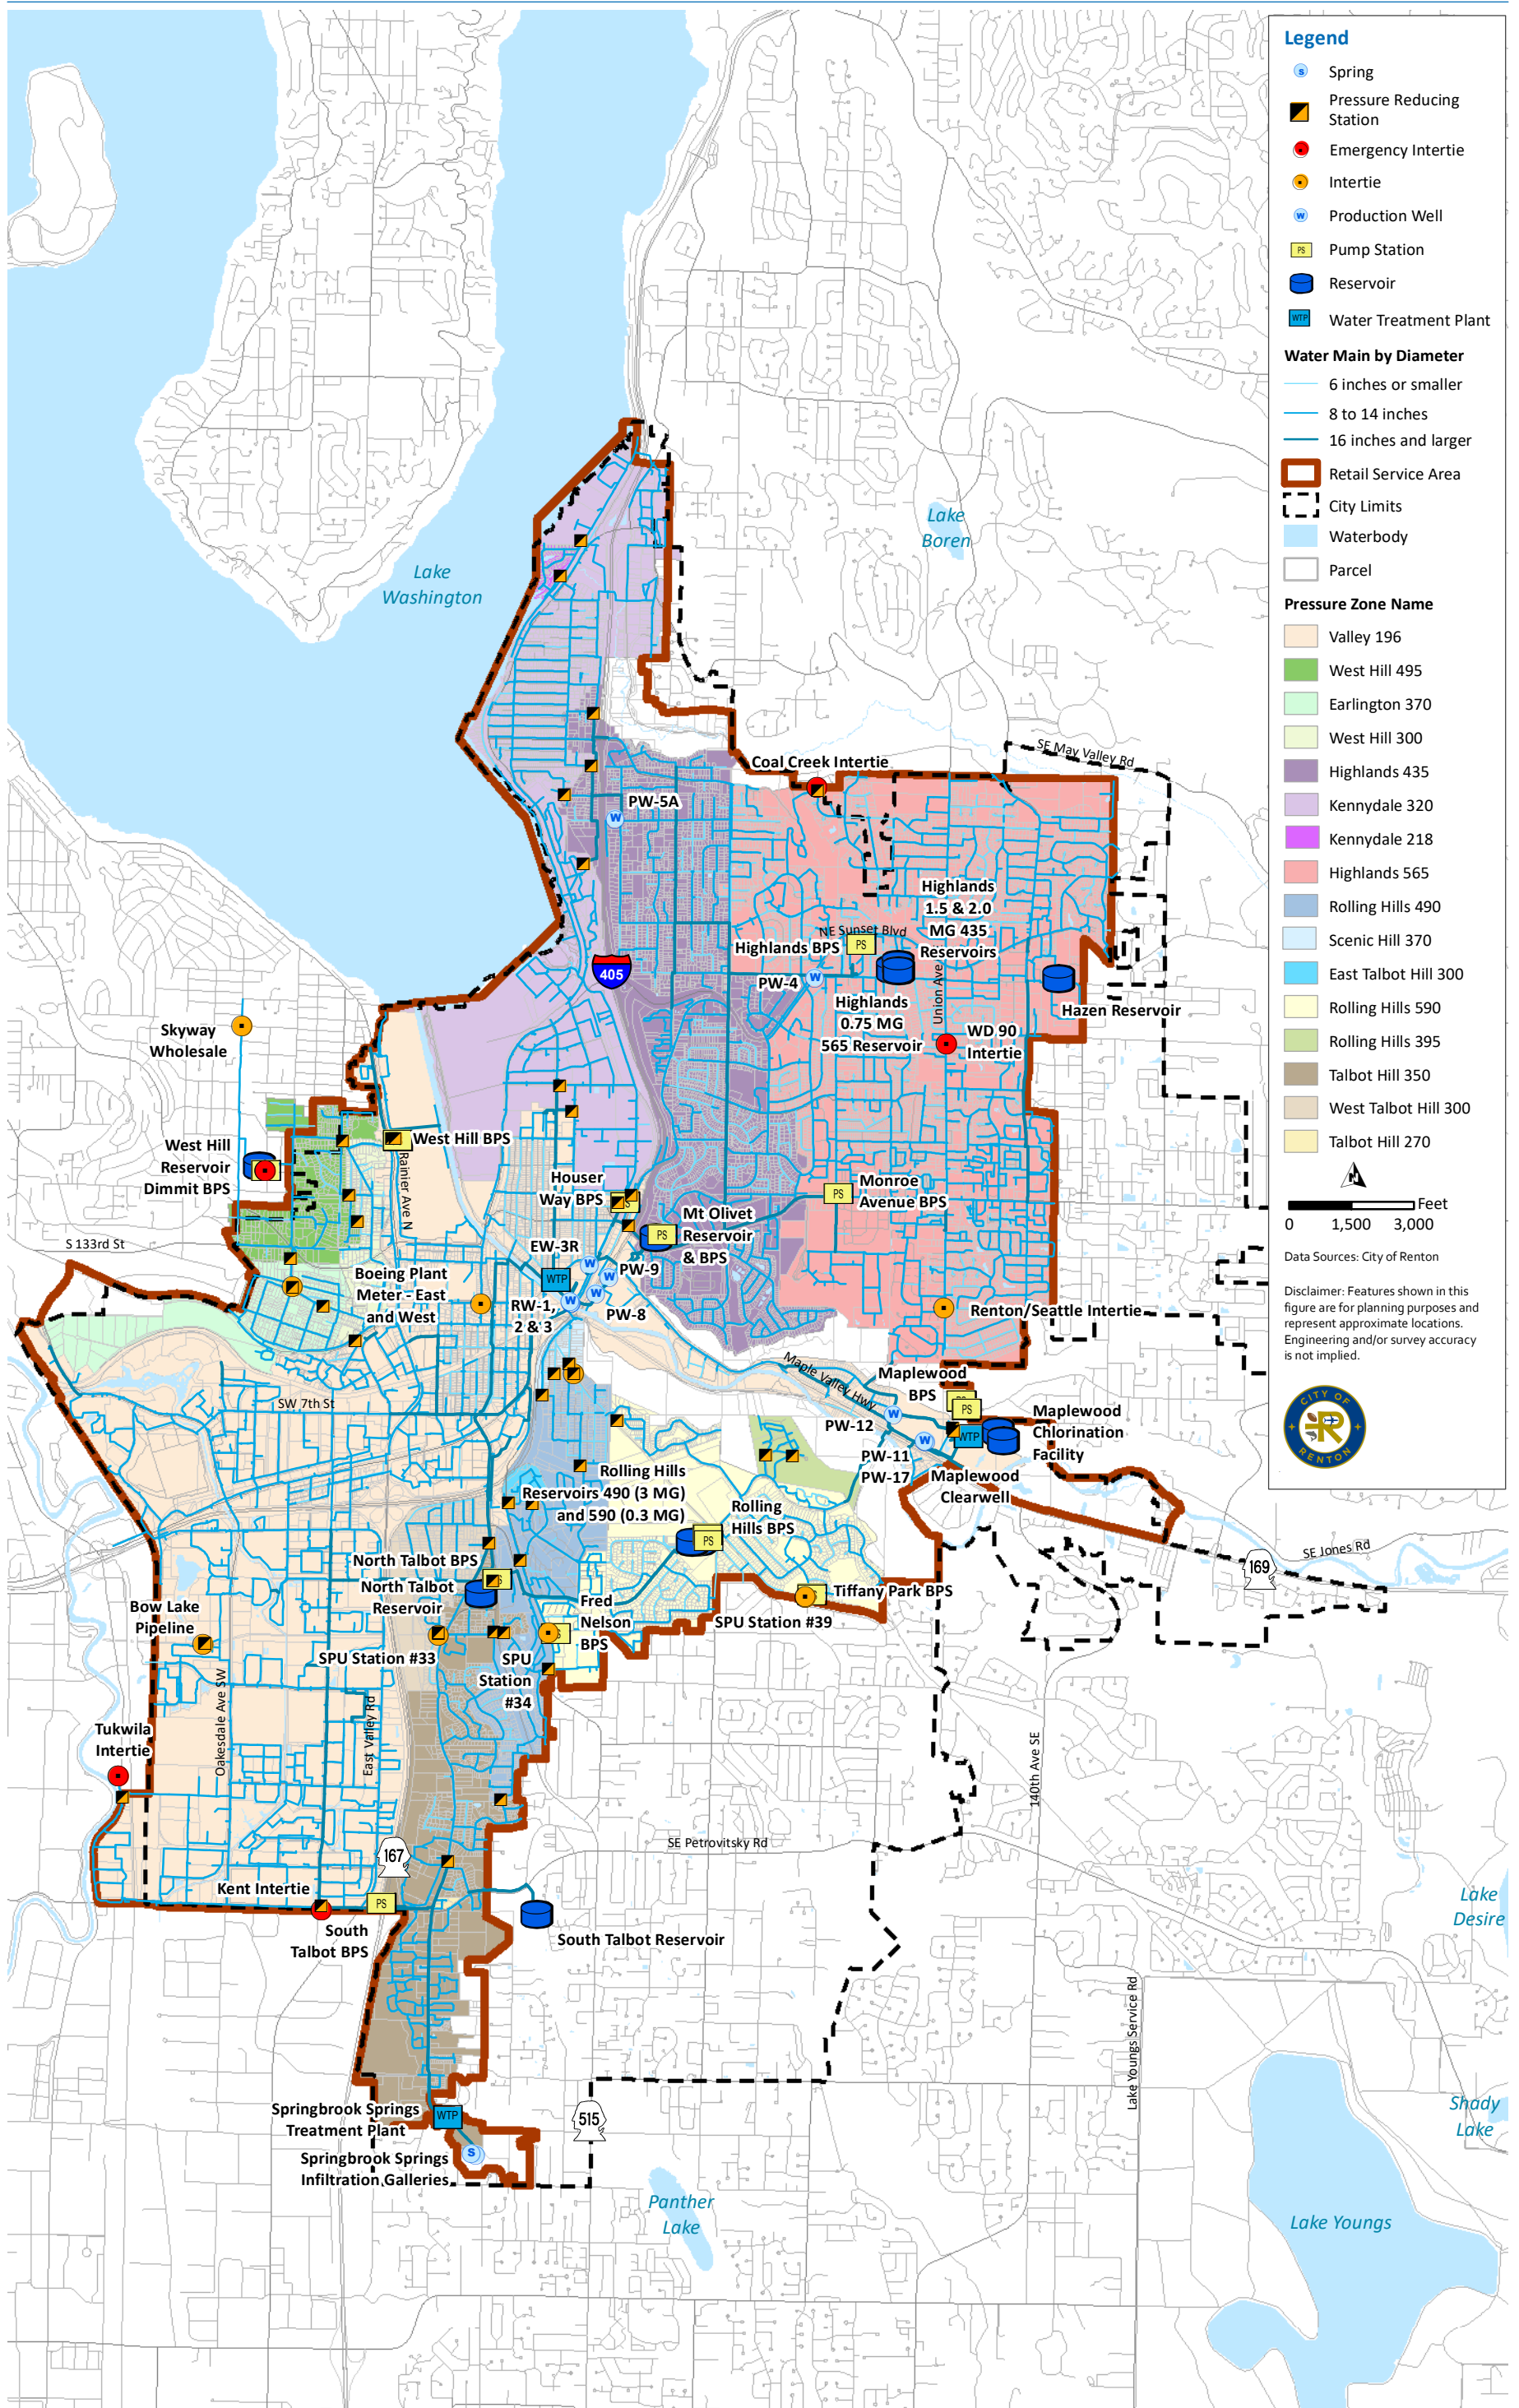 Legend
S
Spring
Pressure Reducing
Station
Emergency Intertie
Intertie
W
Production Well
PS
Pump Station
Reservoir
WTP
Water Treatment Plant
Water Main by Diameter
6 inches or smaller
8 to 14 inches
16 inches and larger
Retail Service Area
City Limits
Waterbody
Parcel
Pressure Zone Name
Valley 196
West Hill 495
Earlington 370
West Hill 300
Highlands 435
Kennydale 320
Kennydale 218
Highlands 565
Rolling Hills 490
Scenic Hill 370
East Talbot Hill 300
Rolling Hills 590
Rolling Hills 395
Talbot Hill 350
West Talbot Hill 300
Talbot Hill 270
N
Feet
0 1,500 3,000
Data Sources: City of Renton
Disclaimer: Features shown in this
figure are for planning purposes and
represent approximate locations.
Engineering and/or survey accuracy
is not implied.
CITY OF
R
RENTON
Lake
Boren
Lake
Washington
SE May Valley Rd
Coal Creek Intertie
PW-5A
W
Highlands
1.5 & 2.0
MG 435
Reservoirs
NE Sunset Blvd
Highlands BPS
PS
405
PW-4
W
Union Ave
Highlands
0.75 MG
565 Reservoir
Hazen Reservoir
WD 90
Intertie
Skyway
Wholesale
West Hill BPS
West Hill
Reservoir
Dimmit BPS
Rainier Ave N
Houser
Way BPS
Monroe
Avenue BPS
PS
Mt Olivet
Reservoir
& BPS
PS
S 133rd St
EW-3R
WTP
W
PW-9
W
W
W
PW-8
RW-1,
2 & 3
Boeing Plant
Meter - East
and West
Renton/Seattle Intertie
Maple Valley Hwy
Maplewood
BPS
PS
SW 7th St
PW-12
W
Maplewood
Chlorination
Facility
WTP
W
PW-11
PW-17
Maplewood
Clearwell
Rolling Hills
Reservoirs 490 (3 MG)
and 590 (0.3 MG)
Rolling
Hills BPS
PS
SE Jones Rd
169
North Talbot BPS
North Talbot
Reservoir
Tiffany Park BPS
SPU Station #39
Fred
Nelson
BPS
Bow Lake
Pipeline
SPU Station #33
SPU
Station
#34
Oakesdale Ave SW
East Valley Rd
Tukwila
Intertie
140th Ave SE
SE Petrovitsky Rd
167
Kent Intertie
PS
South
Talbot BPS
South Talbot Reservoir
Lake
Desire
Lake Youngs Service Rd
Springbrook Springs
Treatment Plant
WTP
515
Shady
Lake
Springbrook Springs
Infiltration Galleries
S
Panther
Lake
Lake Youngs